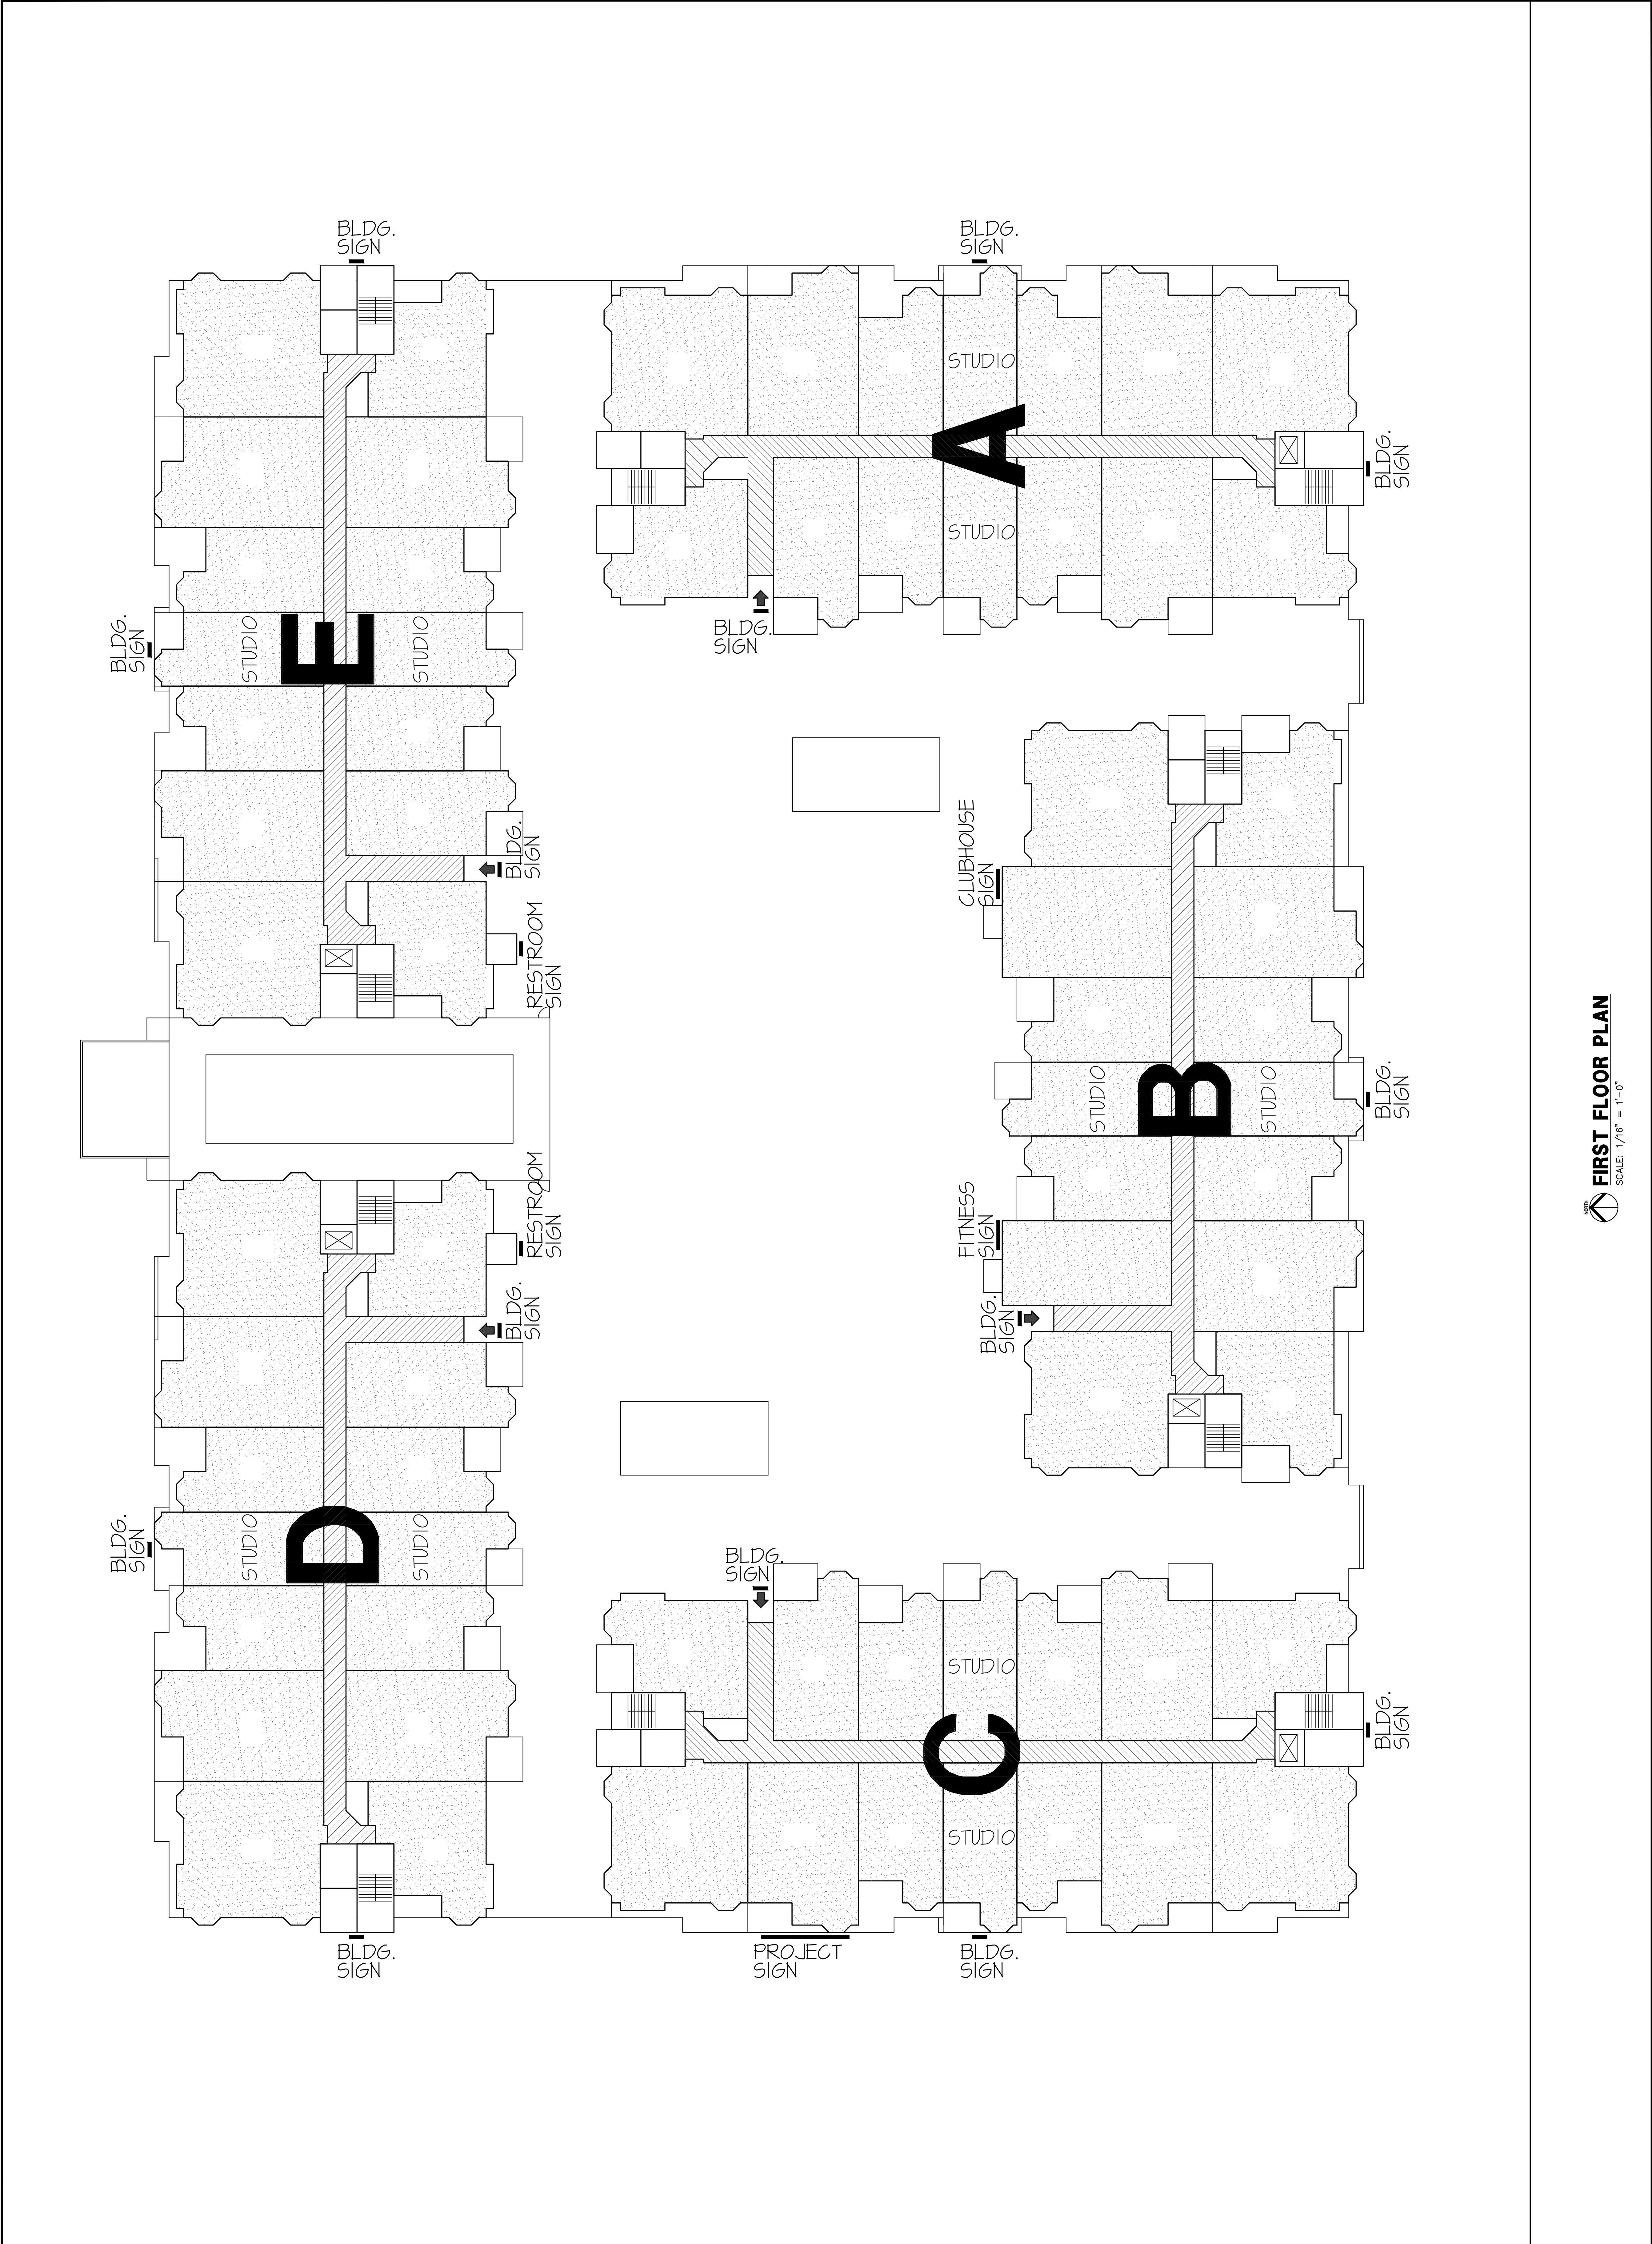 BLDG.
SIGN
BLDG.
SIGN
STUDIO
A
STUDIO
BLDG.
SIGN
BLDG.
SIGN
BLDG.
SIGN
STUDIO
E
STUDIO
BLDG.
SIGN
RESTROOM
SIGN
CLUBHOUSE
SIGN
STUDIO
B
STUDIO
BLDG.
SIGN
FITNESS
SIGN
BLDG.
SIGN
RESTROOM
SIGN
BLDG.
SIGN
BLDG.
SIGN
STUDIO
D
STUDIO
BLDG.
SIGN
STUDIO
C
STUDIO
BLDG.
SIGN
BLDG.
SIGN
PROJECT
SIGN
BLDG.
SIGN
NORTH
FIRST FLOOR PLAN
SCALE: 1/16" = 1'-0"